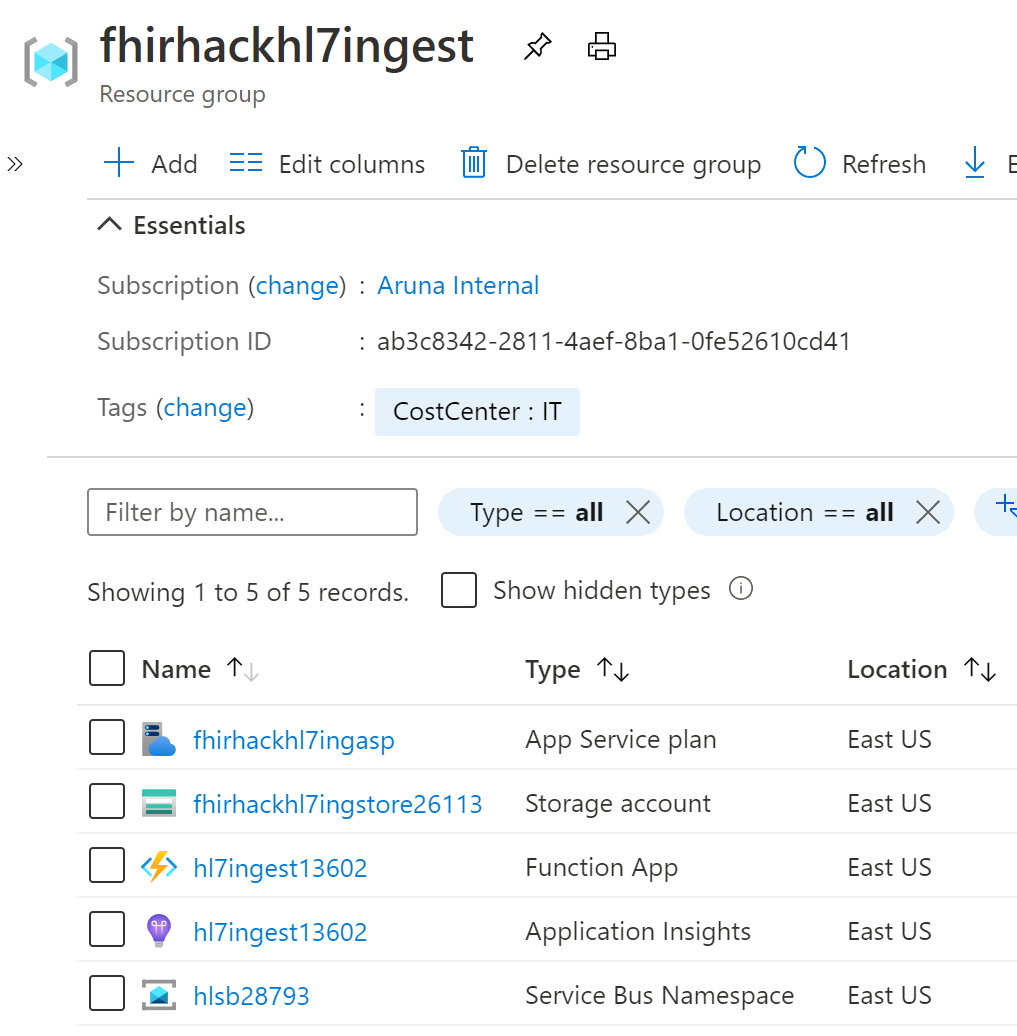 fhirhackhl7ingest
Resource group
Add Edit columns Delete resource group Refresh E
Essentials
Subscription (change) : Aruna Internal
Subscription ID : ab3c8342-2811-4aef-8ba1-0fe52610cd41
Tags (change) : CostCenter : IT
Filter by name... Type == all Location == all
Showing 1 to 5 of 5 records. Show hidden types
Name Type Location
fhirhackhl7ingasp App Service plan East US
fhirhackhl7ingstore26113 Storage account East US
hl7ingest13602 Function App East US
hl7ingest13602 Application Insights East US
hlsb28793 Service Bus Namespace East US